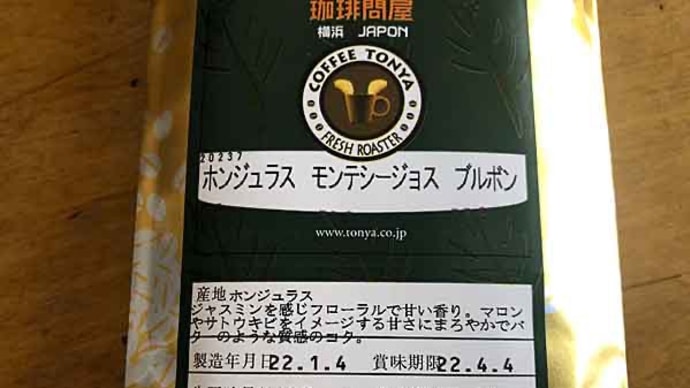 珈琲問屋
横浜 JAPON
COFFEE TONYA
FRESH ROASTER
20237
ホンジュラス モンテシージョス ブルボン
www.tonya.co.jp
産地 ホンジュラス
ジャスミンを感じフローラルで甘い香り。マロン
やサトウキビをイメージする甘さにまろやかでバ
ターのような質感のコク。
製造年月日 22.1.4 賞味期限 22.4.4